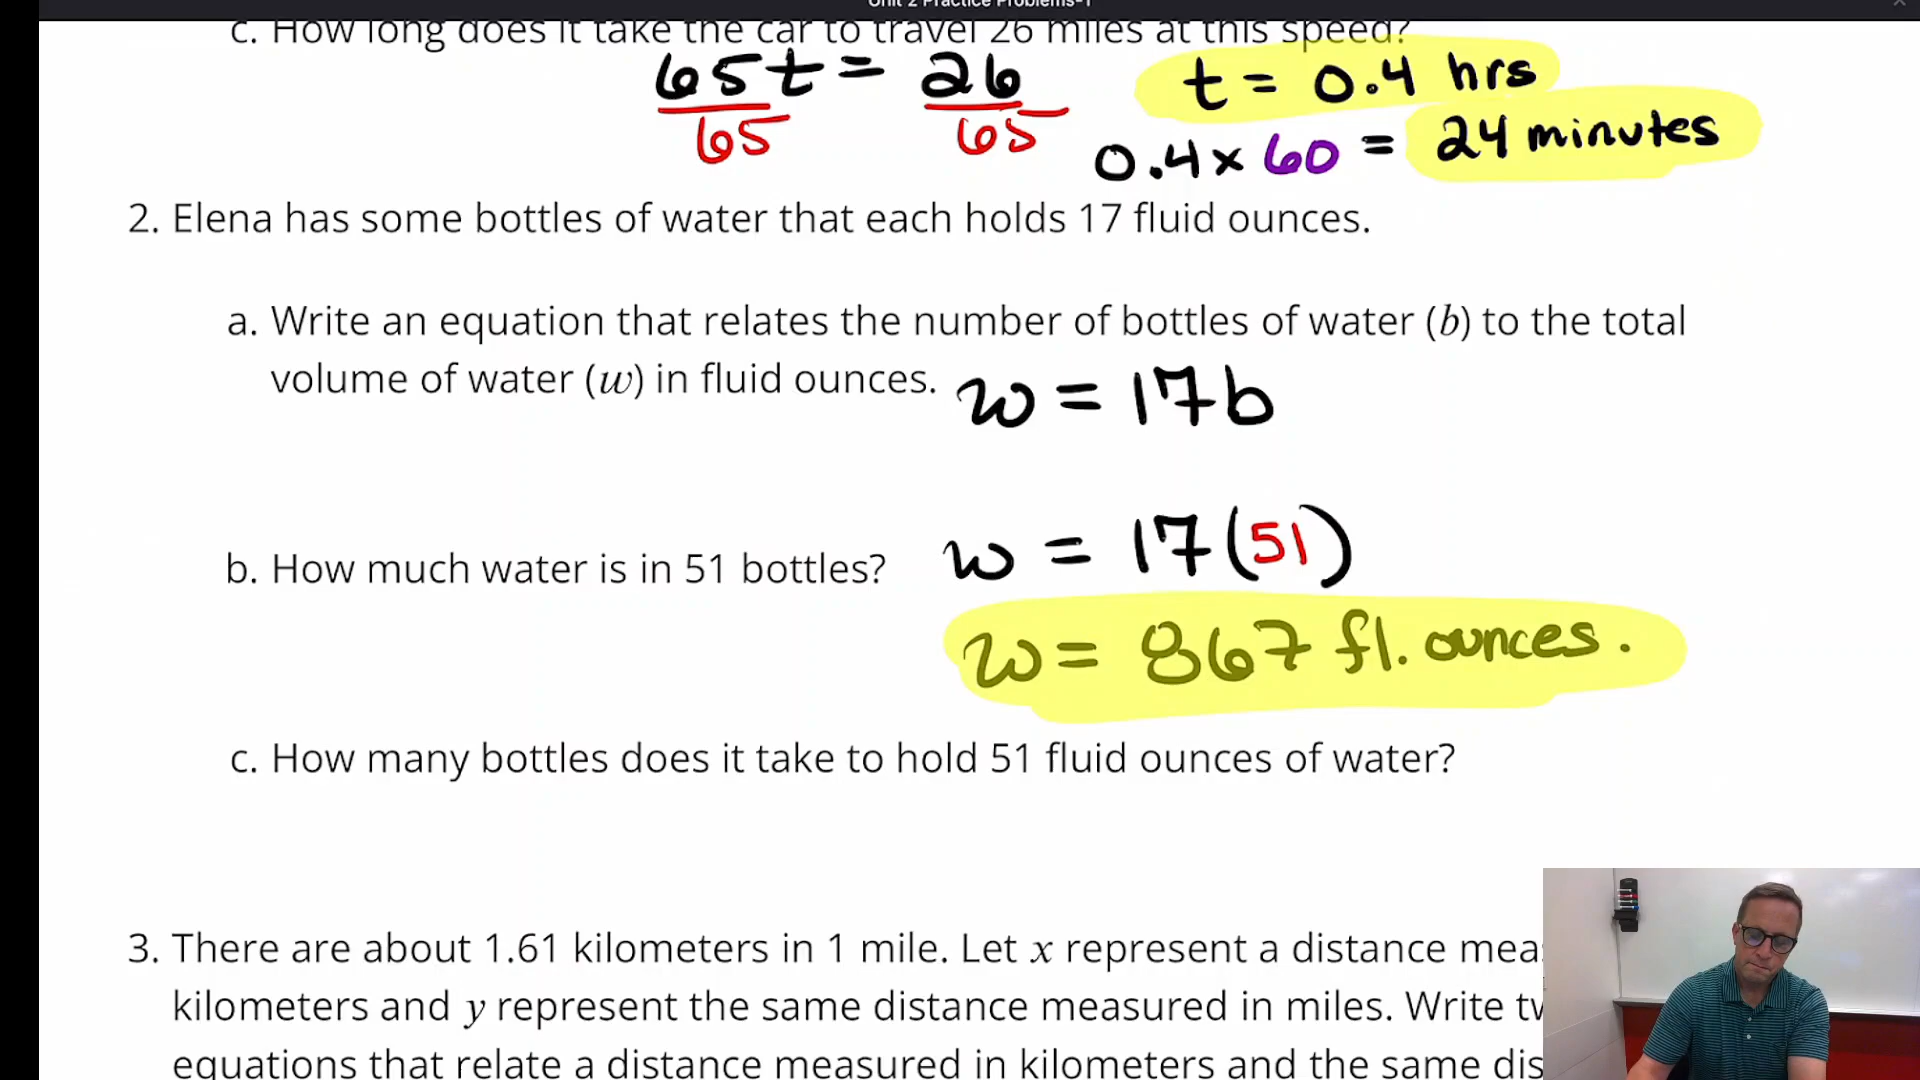 Unit 2 Practice Problems-1
c. How long does it take the car to travel 26 miles at this speed?
65t = 26
65 65
t = 0.4 hrs
0.4 x 60 = 24 minutes
2. Elena has some bottles of water that each holds 17 fluid ounces.
a. Write an equation that relates the number of bottles of water (b) to the total
volume of water (w) in fluid ounces.
w = 17b
b. How much water is in 51 bottles?
w = 17(51)
w = 867 fl. ounces.
c. How many bottles does it take to hold 51 fluid ounces of water?
3. There are about 1.61 kilometers in 1 mile. Let x represent a distance mea
kilometers and y represent the same distance measured in miles. Write tw
equations that relate a distance measured in kilometers and the same dis